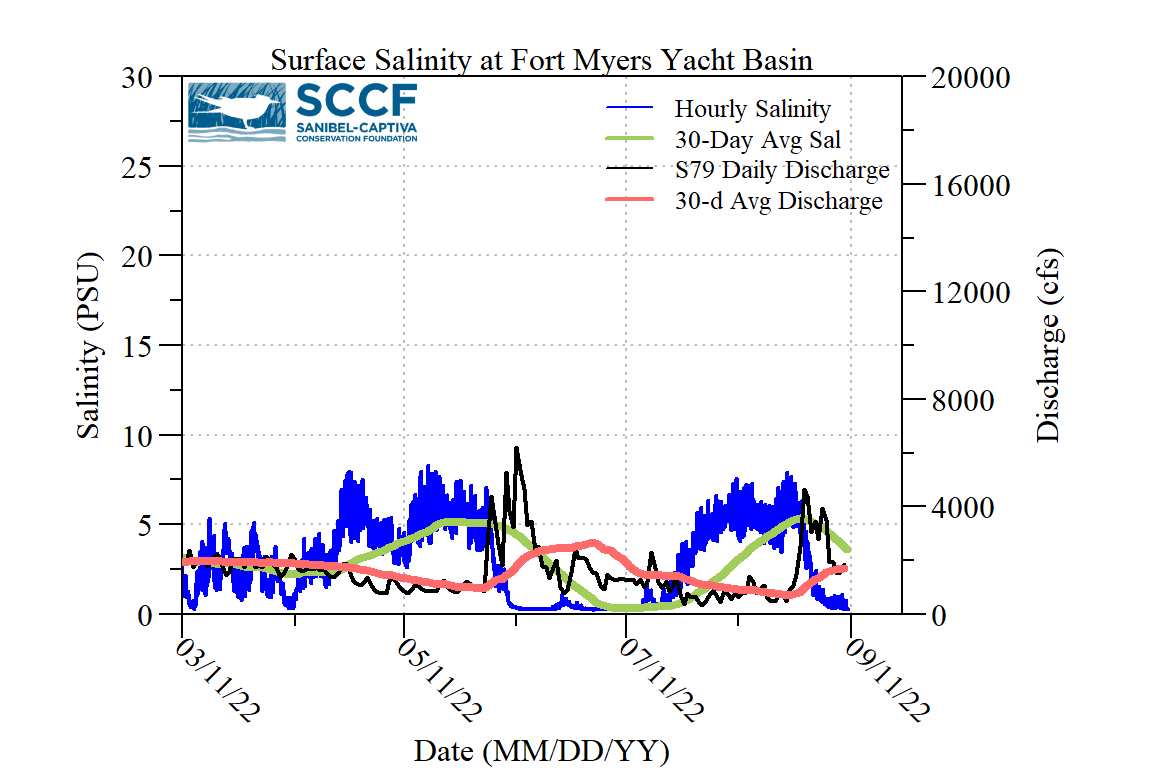 Surface Salinity at Fort Myers Yacht Basin
SCCF
SANIBEL-CAPTIVA
CONSERVATION FOUNDATION
Hourly Salinity
30-Day Avg Sal
S79 Daily Discharge
30-d Avg Discharge
30
25
20
15
10
5
0
Salinity (PSU)
20000
16000
12000
8000
4000
0
Discharge (cfs)
03/11/22
05/11/22
07/11/22
09/11/22
Date (MM/DD/YY)